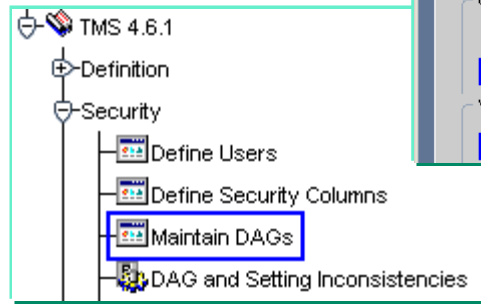 TMS 4.6.1
Definition
Security
Define Users
Define Security Columns
Maintain DAGs
DAG and Setting Inconsistencies